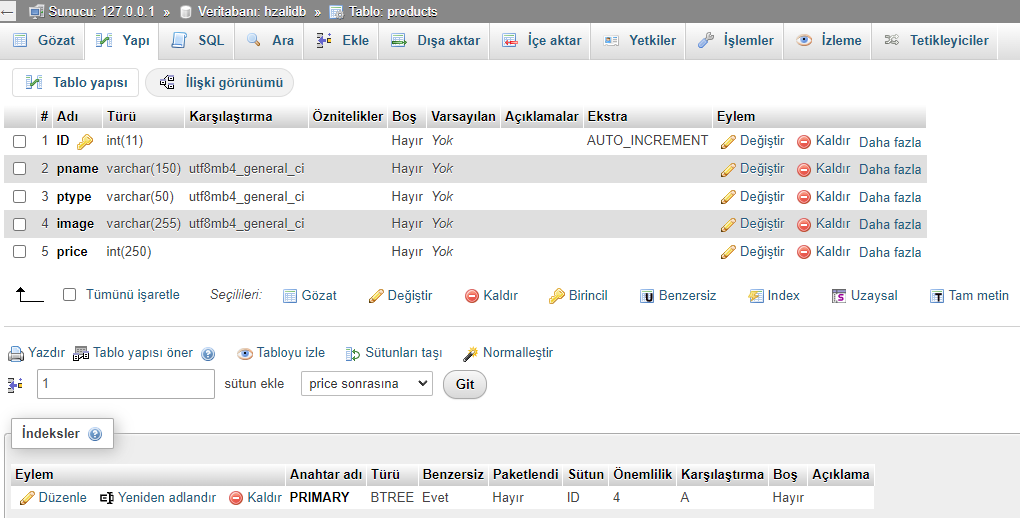 Sunucu: 127.0.0.1 » Veritabanı: hzalidb » Tablo: products
Gözat Yapı SQL Ara Ekle Dışa aktar İçe aktar Yetkiler İşlemler İzleme Tetikleyiciler
Tablo yapısı İlişki görünümü
# Adı Türü Karşılaştırma Öznitelikler Boş Varsayılan Açıklamalar Ekstra Eylem
1 ID int(11) Hayır Yok AUTO_INCREMENT Değiştir Kaldır Daha fazla
2 pname varchar(150) utf8mb4_general_ci Hayır Yok Değiştir Kaldır Daha fazla
3 ptype varchar(50) utf8mb4_general_ci Hayır Yok Değiştir Kaldır Daha fazla
4 image varchar(255) utf8mb4_general_ci Hayır Yok Değiştir Kaldır Daha fazla
5 price int(250) Hayır Yok Değiştir Kaldır Daha fazla
Tümünü işaretle Seçilileri: Gözat Değiştir Kaldır Birincil Benzersiz Index Uzaysal Tam metin
Yazdır Tablo yapısı öner Tabloyu izle Sütunları taşı Normalleştir
1 sütun ekle price sonrasına Git
İndeksler
Eylem Anahtar adı Türü Benzersiz Paketlendi Sütun Önemlilik Karşılaştırma Boş Açıklama
Düzenle Yeniden adlandır Kaldır PRIMARY BTREE Evet Hayır ID 4 A Hayır